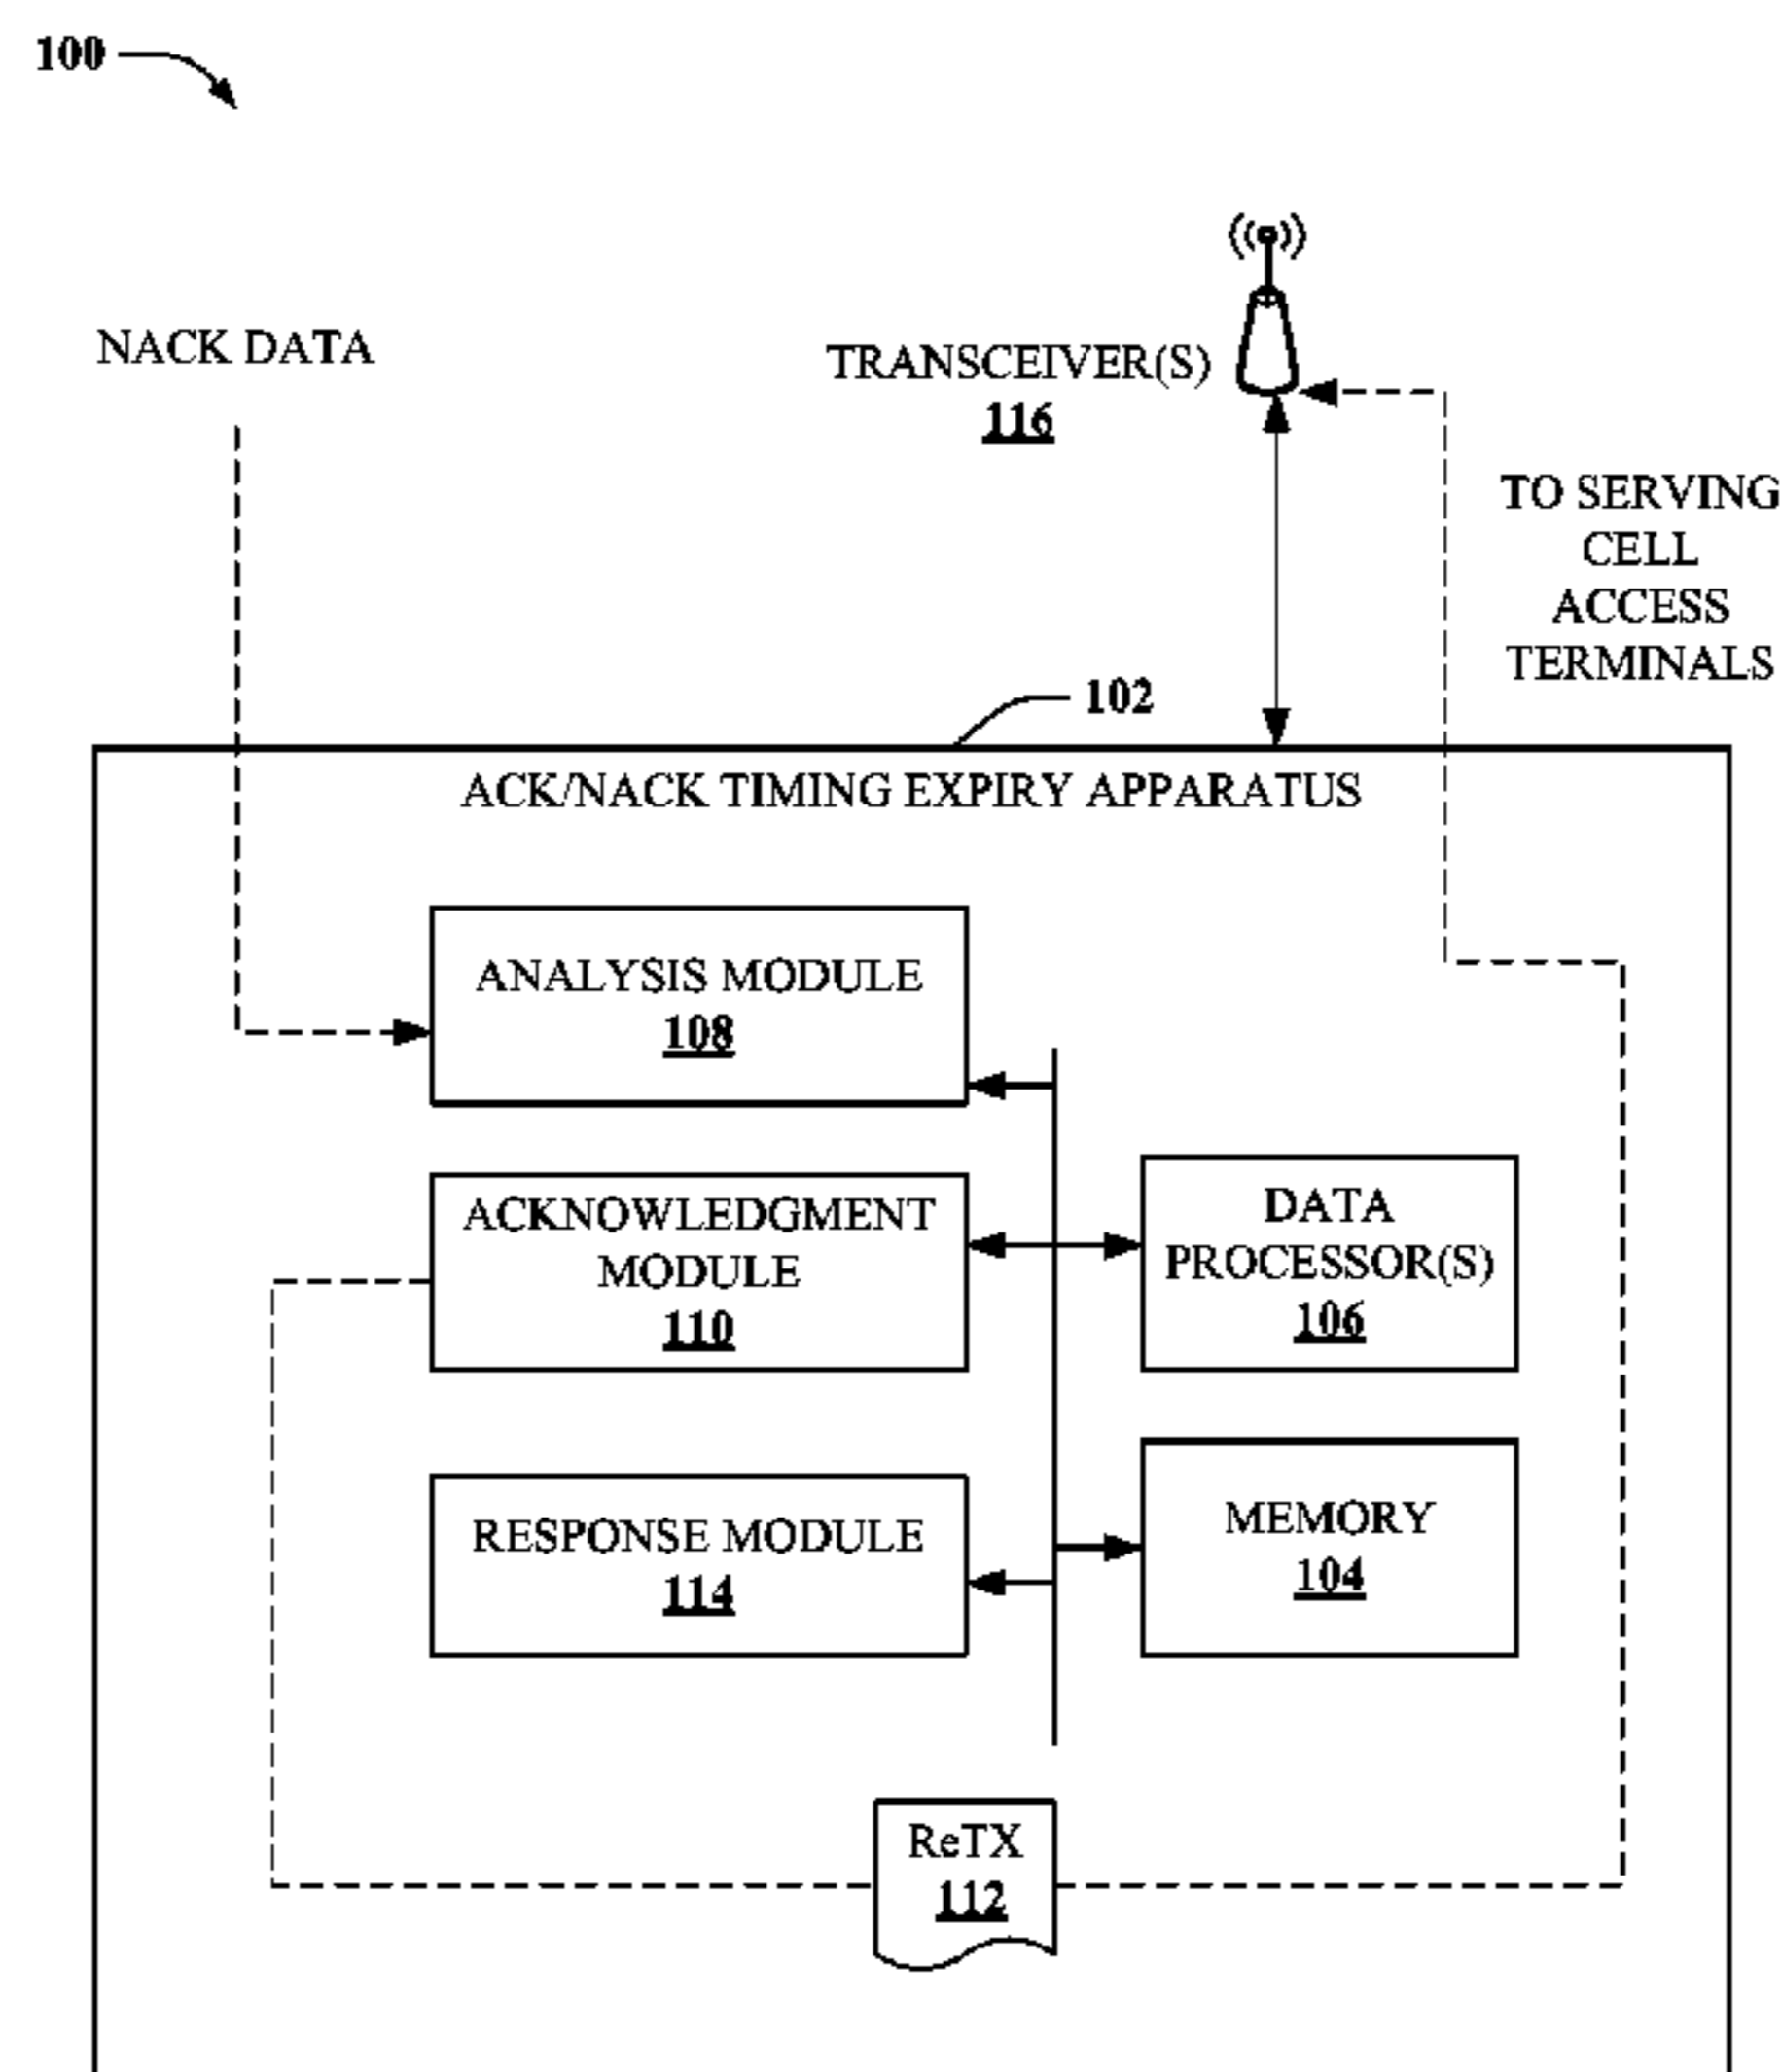 100
NACK DATA
TRANSCEIVER(S)
116
TO SERVING
CELL
ACCESS
TERMINALS
102
ACK/NACK TIMING EXPIRY APPARATUS
ANALYSIS MODULE
108
ACKNOWLEDGMENT
MODULE
110
DATA
PROCESSOR(S)
106
RESPONSE MODULE
114
MEMORY
104
ReTX
112